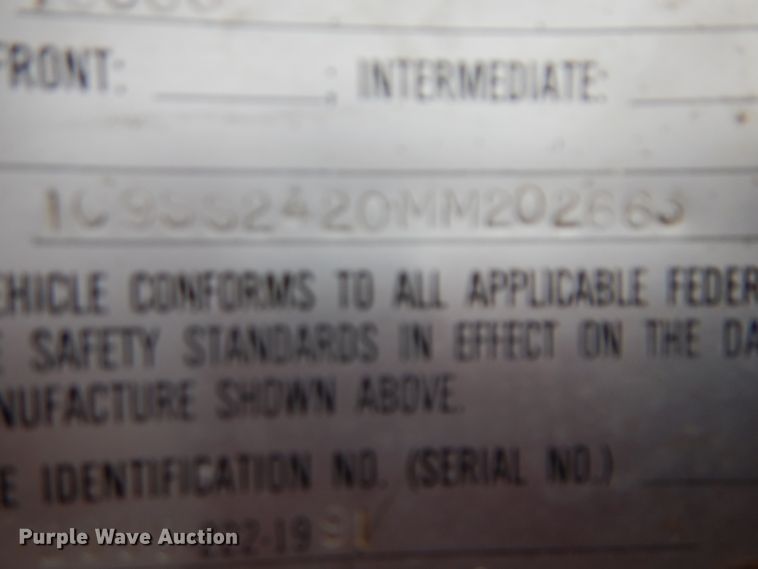 FRONT: ; INTERMEDIATE:
1C9SS2420MM202663
EHICLE CONFORMS TO ALL APPLICABLE FEDER
E SAFETY STANDARDS IN EFFECT ON THE DA
NUFACTURE SHOWN ABOVE.
E IDENTIFICATION NO. (SERIAL NO.)
Purple Wave Auction